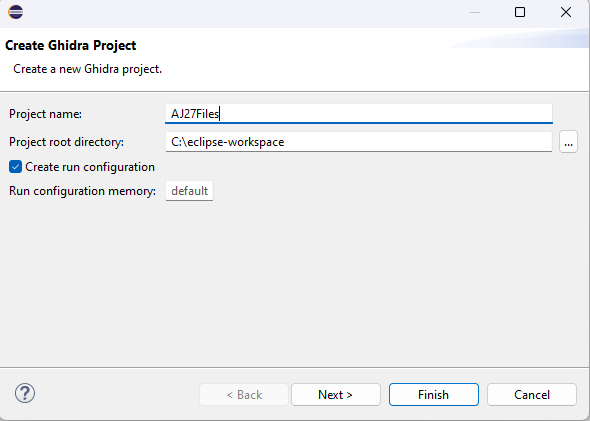 Create Ghidra Project
Create a new Ghidra project.
Project name: AJ27Files
Project root directory: C:\eclipse-workspace ...
Create run configuration
Run configuration memory: default
? < Back Next > Finish Cancel